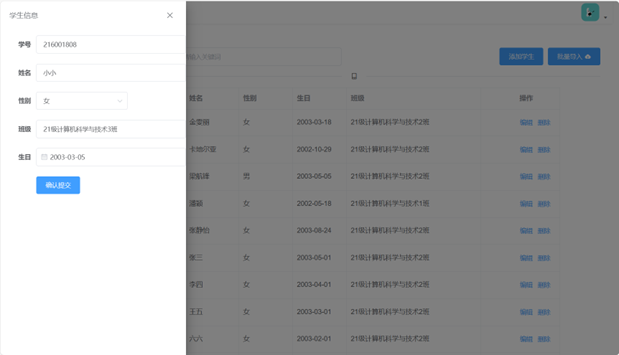 学生信息
学号 216001808
姓名 小小
性别 女
班级 21级计算机科学与技术3班
生日 2003-03-05
确认提交
输入关键词
添加学生 批量导入
姓名 性别 生日 班级 操作
金雯丽 女 2003-03-18 21级计算机科学与技术2班 编辑 删除
卡地尔亚 女 2002-10-29 21级计算机科学与技术2班 编辑 删除
男 2003-05-05 21级计算机科学与技术2班 编辑 删除
潘颖 女 2002-05-18 21级计算机科学与技术1班 编辑 删除
张静怡 女 2003-08-24 21级计算机科学与技术2班 编辑 删除
张三 女 2003-05-01 21级计算机科学与技术2班 编辑 删除
李四 女 2003-04-01 21级计算机科学与技术2班 编辑 删除
王五 女 2003-03-01 21级计算机科学与技术2班 编辑 删除
六六 女 2003-02-01 21级计算机科学与技术2班 编辑 删除